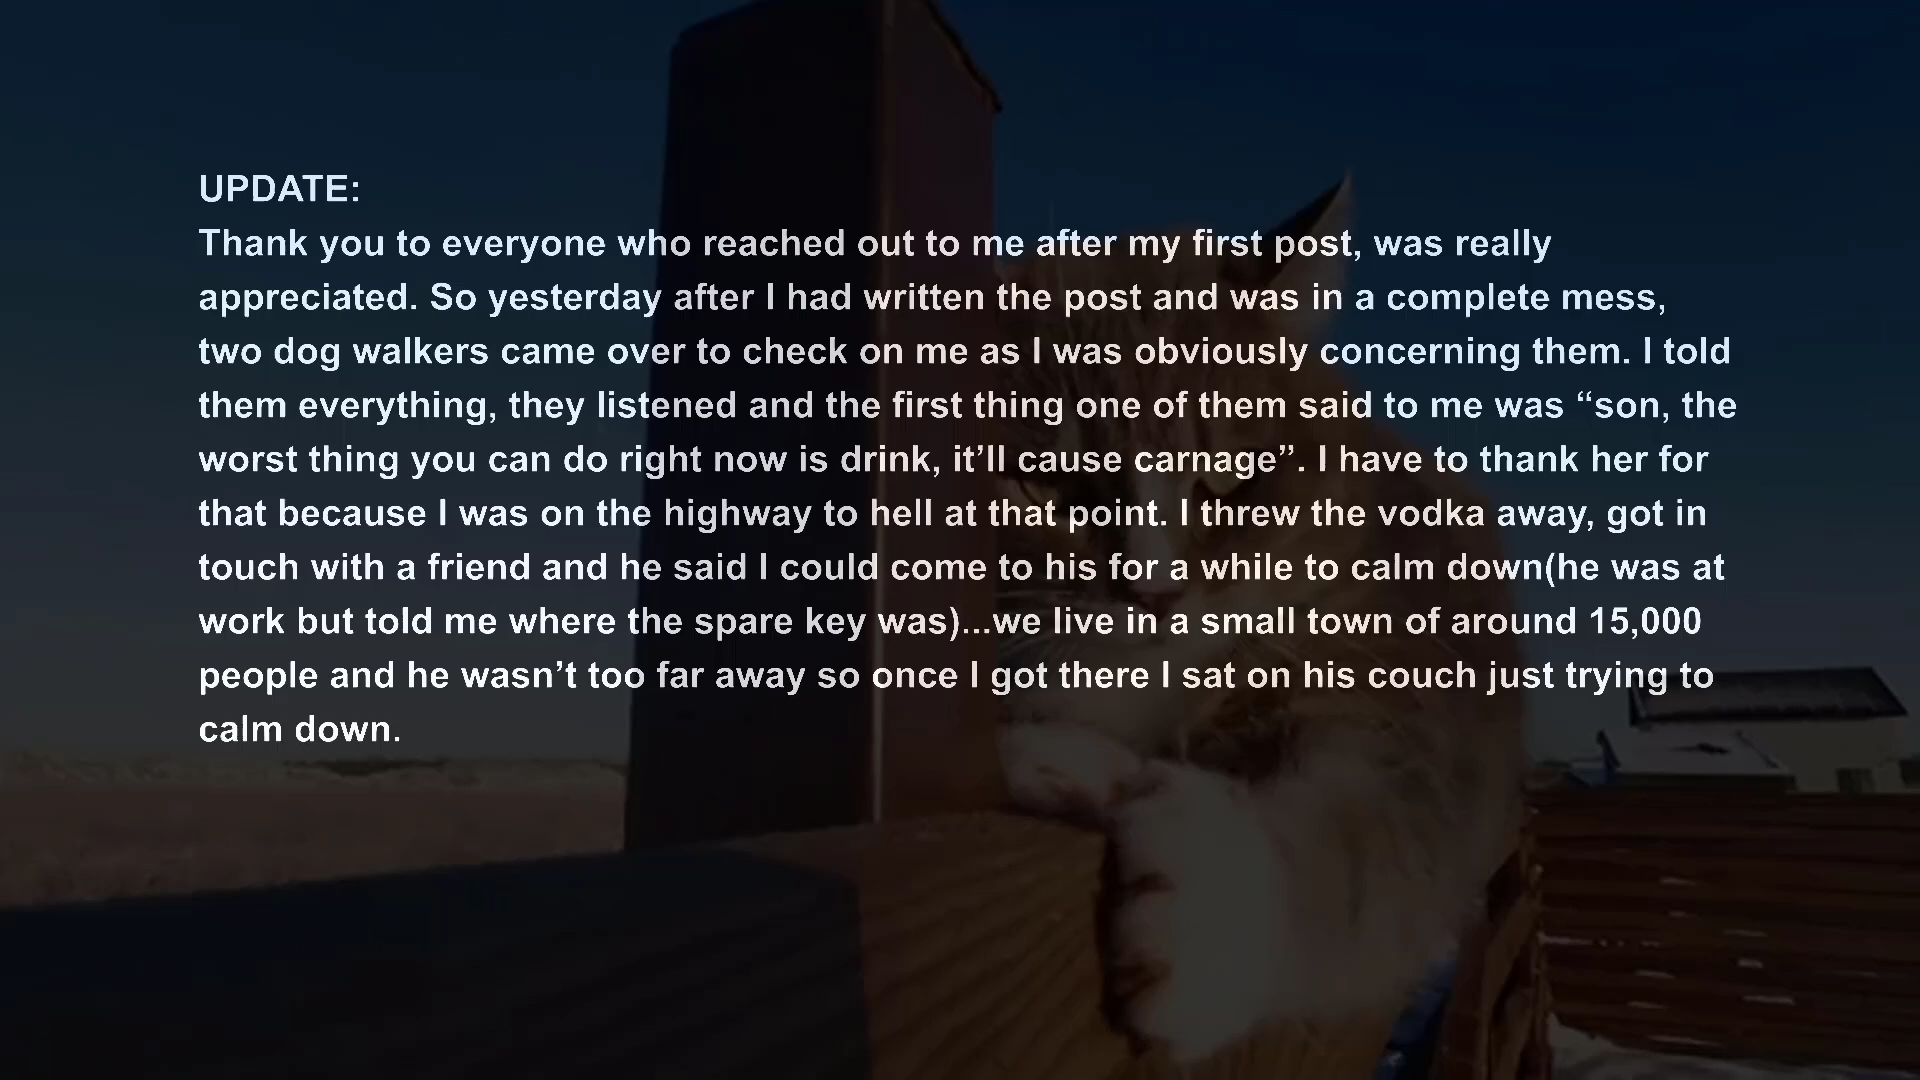 UPDATE:
Thank you to everyone who reached out to me after my first post, was really
appreciated. So yesterday after I had written the post and was in a complete mess,
two dog walkers came over to check on me as I was obviously concerning them. I told
them everything, they listened and the first thing one of them said to me was “son, the
worst thing you can do right now is drink, it’ll cause carnage”. I have to thank her for
that because I was on the highway to hell at that point. I threw the vodka away, got in
touch with a friend and he said I could come to his for a while to calm down(he was at
work but told me where the spare key was)...we live in a small town of around 15,000
people and he wasn’t too far away so once I got there I sat on his couch just trying to
calm down.